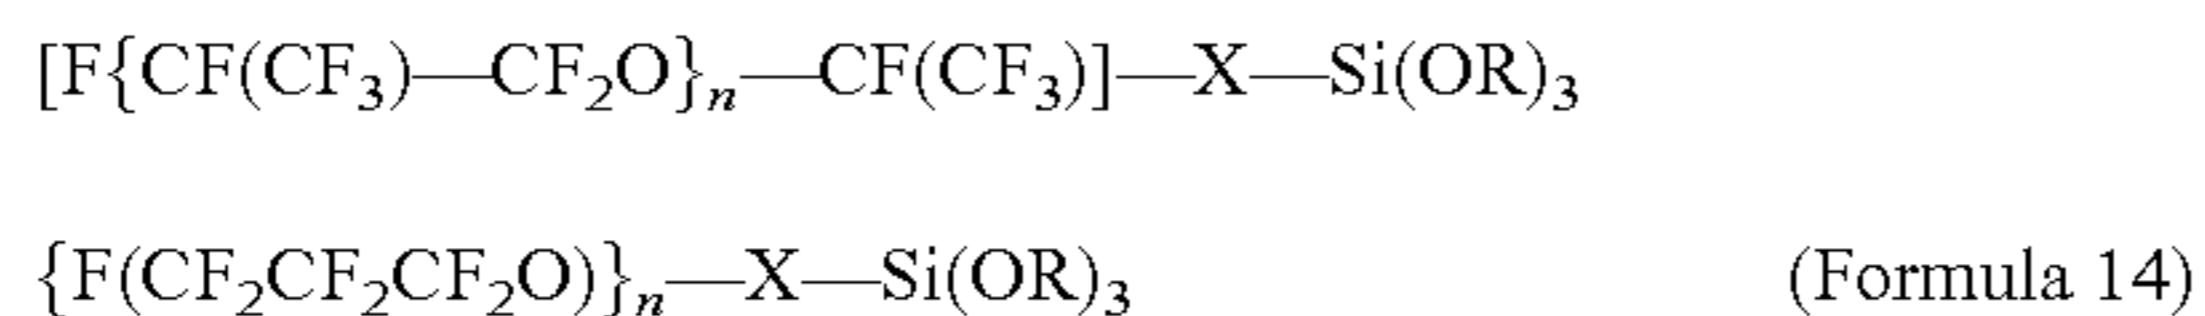 [F{CF(CF₃)—CF₂O}ₙ—CF(CF₃)]—X—Si(OR)₃
{F(CF₂CF₂CF₂O)}ₙ—X—Si(OR)₃ (Formula 14)